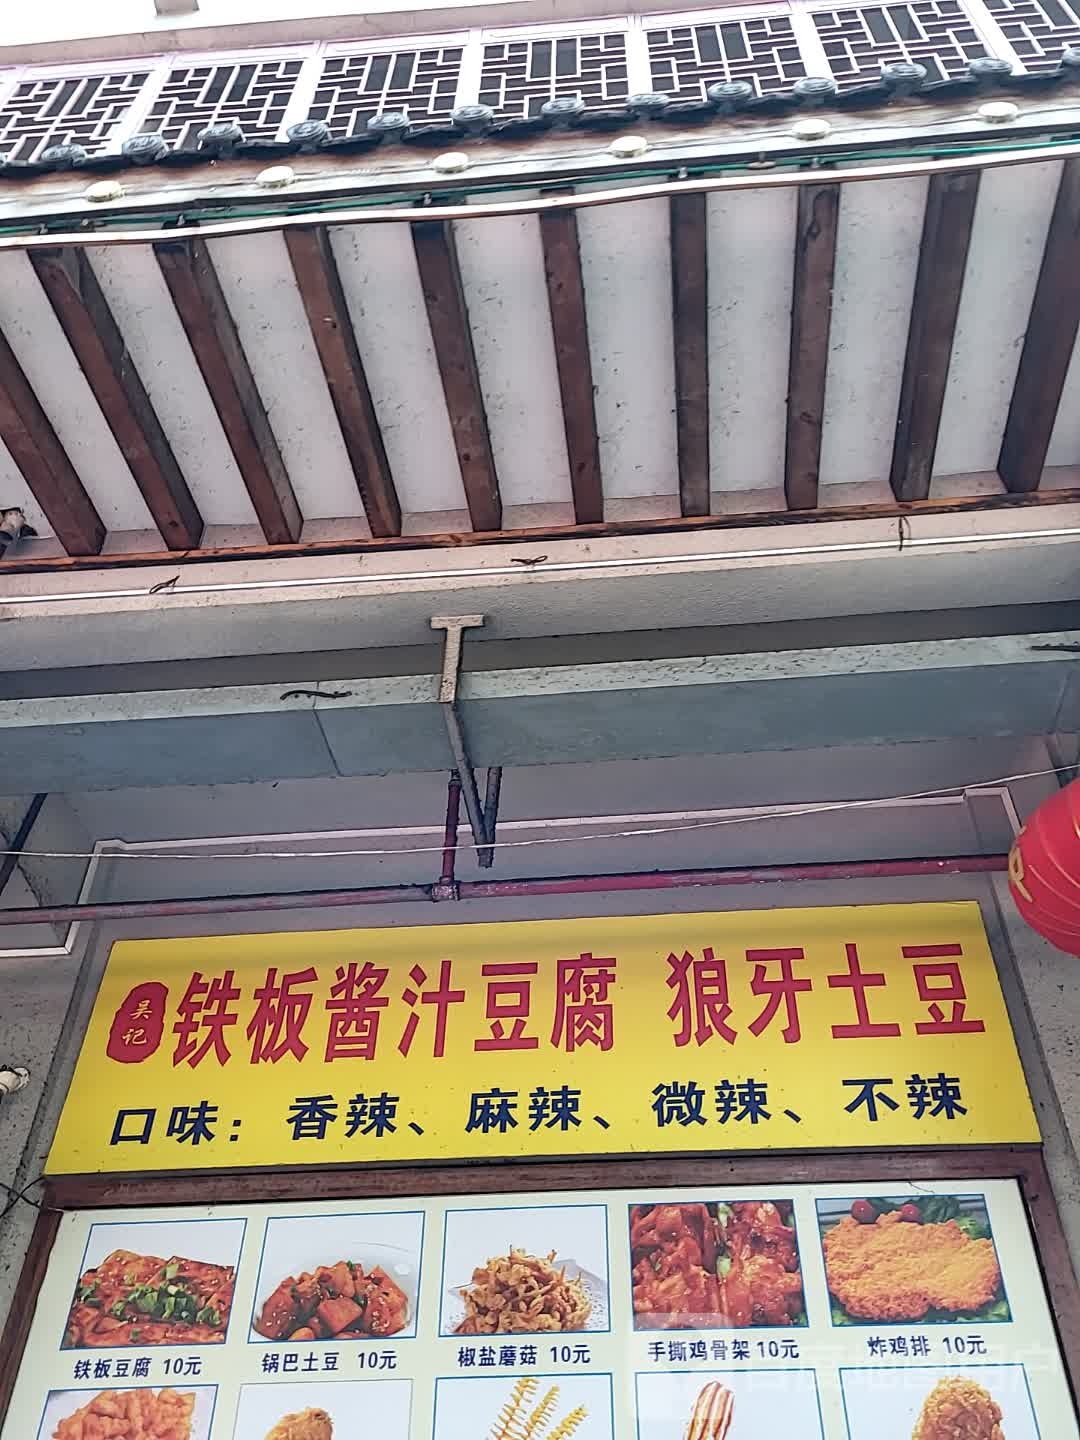 吴记
铁板酱汁豆腐 狼牙土豆
口味：香辣、麻辣、微辣、不辣
铁板豆腐 10元
锅巴土豆 10元
椒盐蘑菇 10元
手撕鸡骨架 10元
炸鸡排 10元